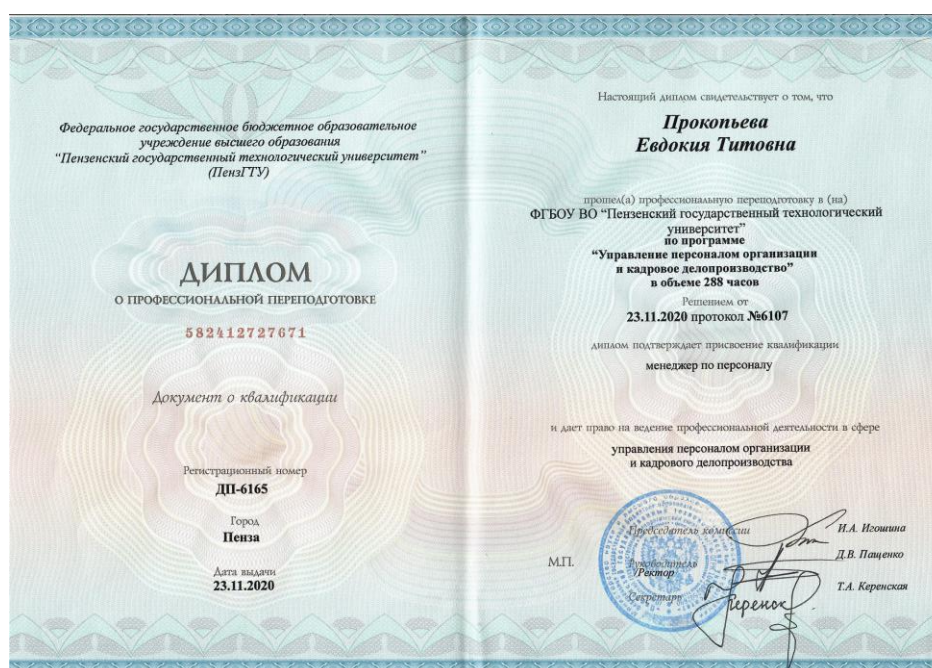 Федеральное государственное бюджетное образовательное
учреждение высшего образования
"Пензенский государственный технологический университет"
(ПензГТУ)
ДИПЛОМ
О ПРОФЕССИОНАЛЬНОЙ ПЕРЕПОДГОТОВКЕ
582412727671
Документ о квалификации
Регистрационный номер
ДП-6165
Город
Пенза
Дата выдачи
23.11.2020
Настоящий диплом свидетельствует о том, что
Прокопьева
Евдокия Титовна
прошел(а) профессиональную переподготовку в (на)
ФГБОУ ВО "Пензенский государственный технологический
университет"
по программе
"Управление персоналом организации
и кадровое делопроизводство"
в объеме 288 часов
Решением от
23.11.2020 протокол №6107
диплом подтверждает присвоение квалификации
менеджер по персоналу
и дает право на ведение профессиональной деятельности в сфере
управления персоналом организации
и кадрового делопроизводства
Председатель комиссии
И.А. Игошина
М.П.
Руководитель
Д.В. Пащенко
/Ректор
Секретарь
Т.А. Керенская